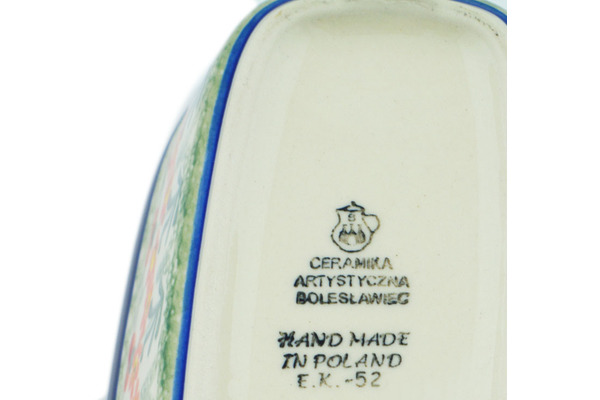 B
CERAMIKA
ARTYSTYCZNA
BOLESŁAWIEC
HAND MADE
IN POLAND
E.K.-52